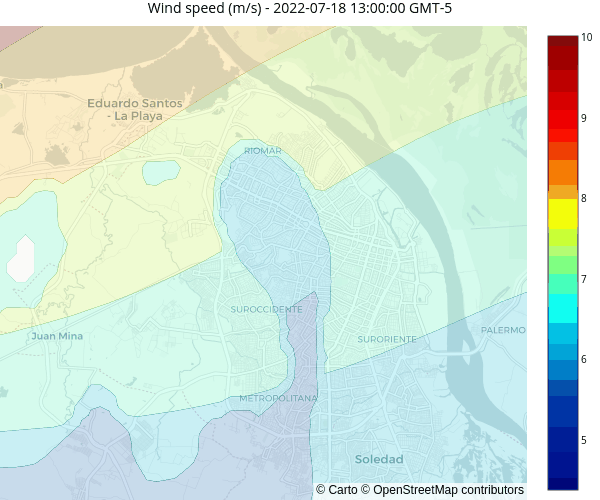 Wind speed (m/s) - 2022-07-18 13:00:00 GMT-5
10
Eduardo Santos
- La Playa
9
RIOMAR
8
7
SUROCCIDENTE
PALERMO
Juan Mina
SURORIENTE
6
METROPOLITANA
5
Soledad
© Carto © OpenStreetMap contributors